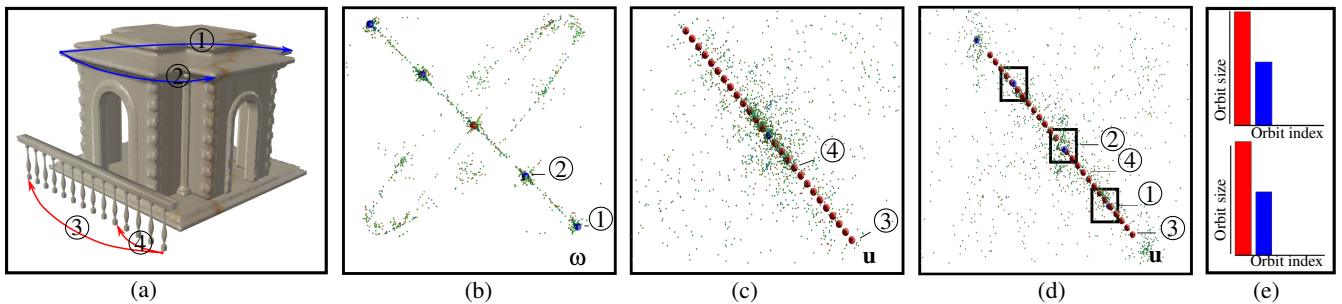 ①
②
③
④
(a)
②
①
ω
(b)
④
③
u
(c)
②
④
①
③
u
(d)
Orbit size
Orbit index
Orbit size
Orbit index
(e)